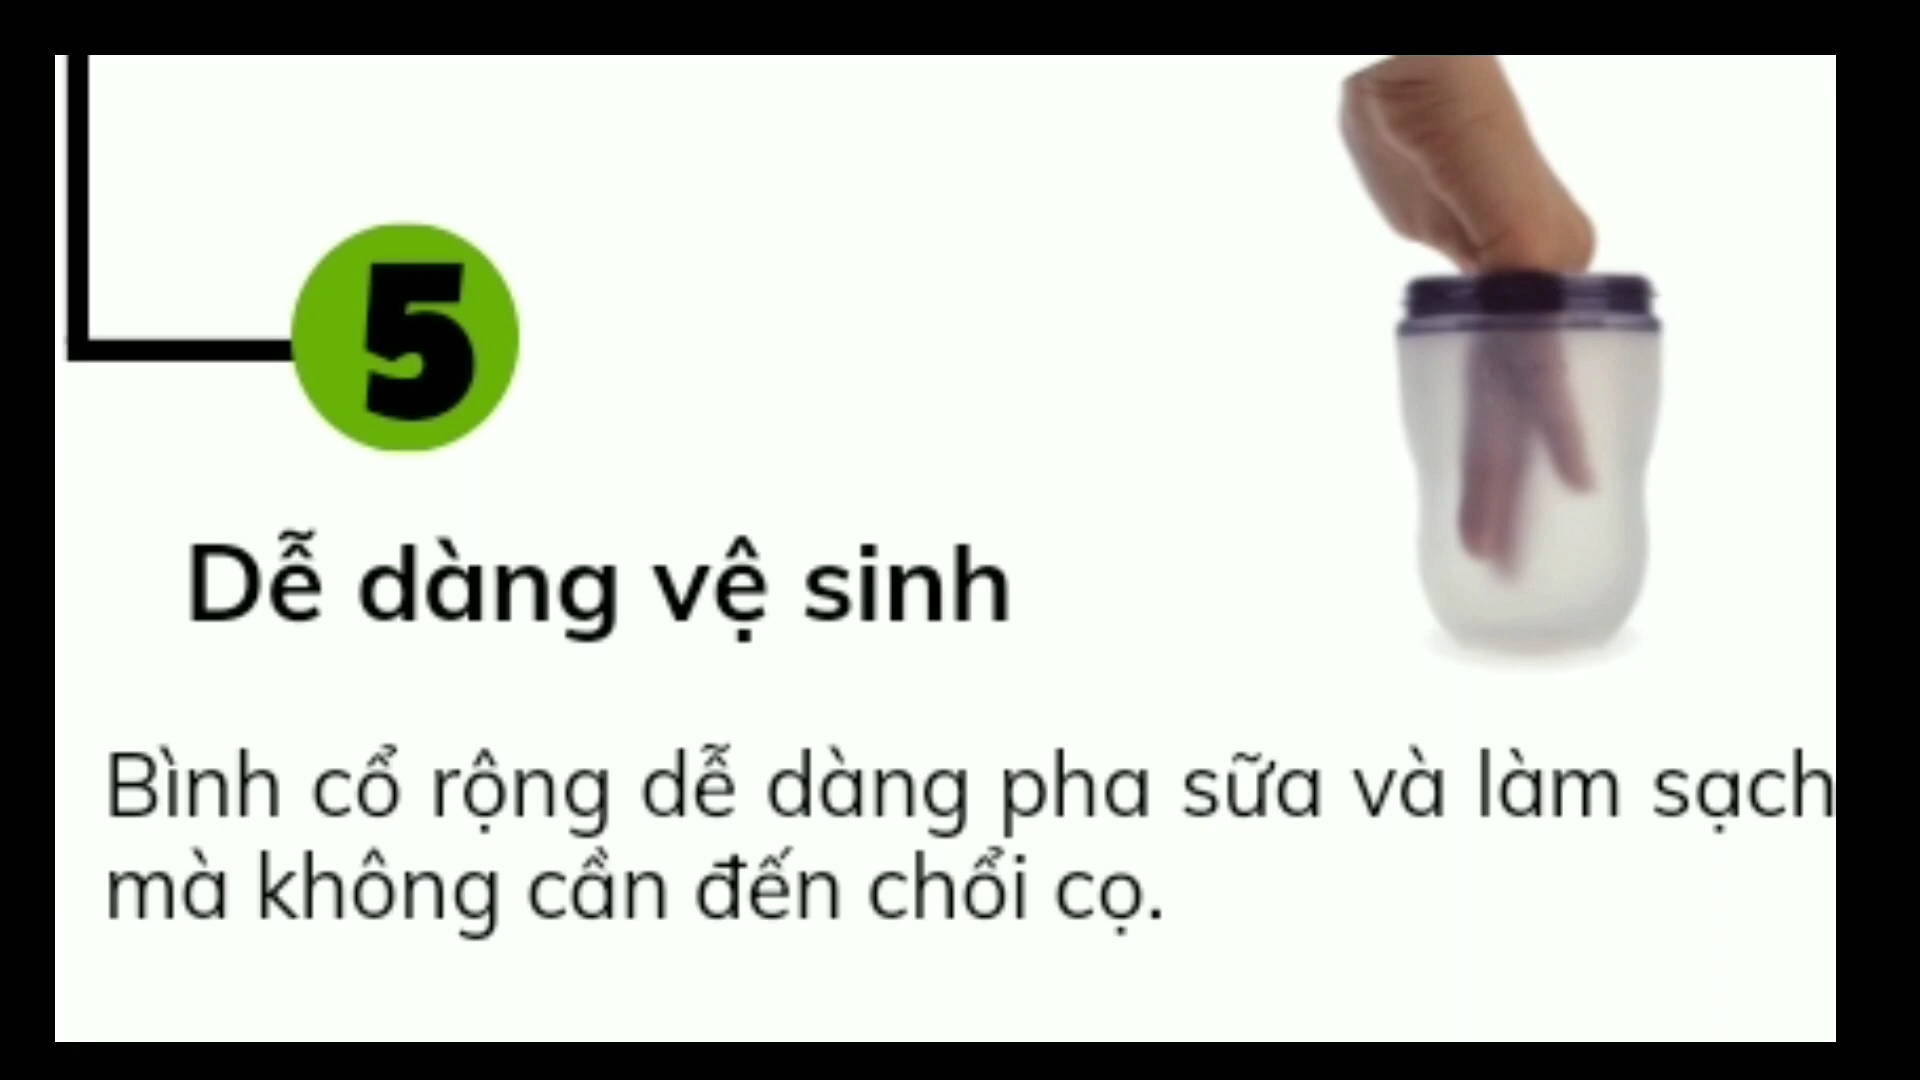 5
Dễ dàng vệ sinh
Bình cổ rộng dễ dàng pha sữa và làm sạch
mà không cần đến chổi cọ.